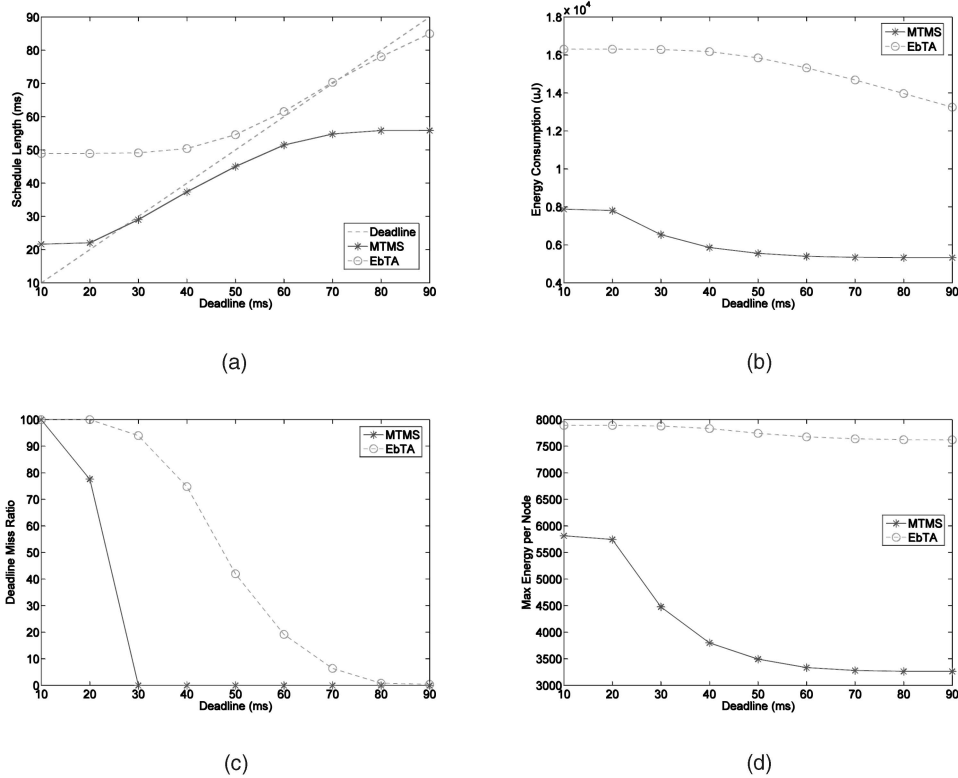 90
80
70
60
50
40
30
20
10
Schedule Length (ms)
Deadline
MTMS
EbTA
10 20 30 40 50 60 70 80 90
Deadline (ms)
(a)
x 10^4
1.8
1.6
1.4
1.2
1
0.8
0.6
0.4
Energy Consumption (uJ)
MTMS
EbTA
10 20 30 40 50 60 70 80 90
Deadline (ms)
(b)
100
90
80
70
60
50
40
30
20
10
0
Deadline Miss Ratio
MTMS
EbTA
10 20 30 40 50 60 70 80 90
Deadline (ms)
(c)
8000
7500
7000
6500
6000
5500
5000
4500
4000
3500
3000
Max Energy per Node
MTMS
EbTA
10 20 30 40 50 60 70 80 90
Deadline (ms)
(d)